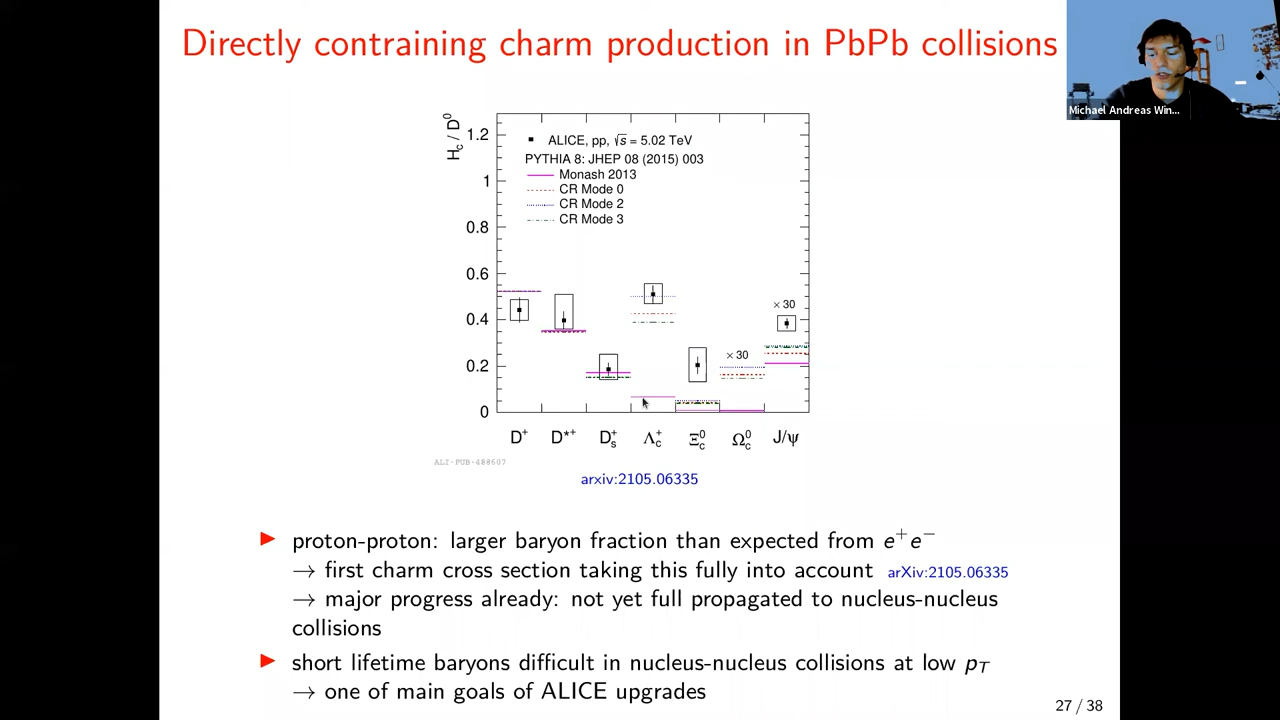 Directly contraining charm production in PbPb collisions
Michael Andreas Win...
H_c / D^0
1.2
1
0.8
0.6
0.4
0.2
0
ALICE, pp, √s = 5.02 TeV
PYTHIA 8: JHEP 08 (2015) 003
Monash 2013
CR Mode 0
CR Mode 2
CR Mode 3
× 30
× 30
D⁺ D*⁺ D_s⁺ Λ_c⁺ Ξ_c⁰ Ω_c⁰ J/ψ
ALI-PUB-488607
arxiv:2105.06335
▶ proton-proton: larger baryon fraction than expected from e⁺e⁻
→ first charm cross section taking this fully into account arXiv:2105.06335
→ major progress already: not yet full propagated to nucleus-nucleus
collisions
▶ short lifetime baryons difficult in nucleus-nucleus collisions at low p_T
→ one of main goals of ALICE upgrades
27 / 38